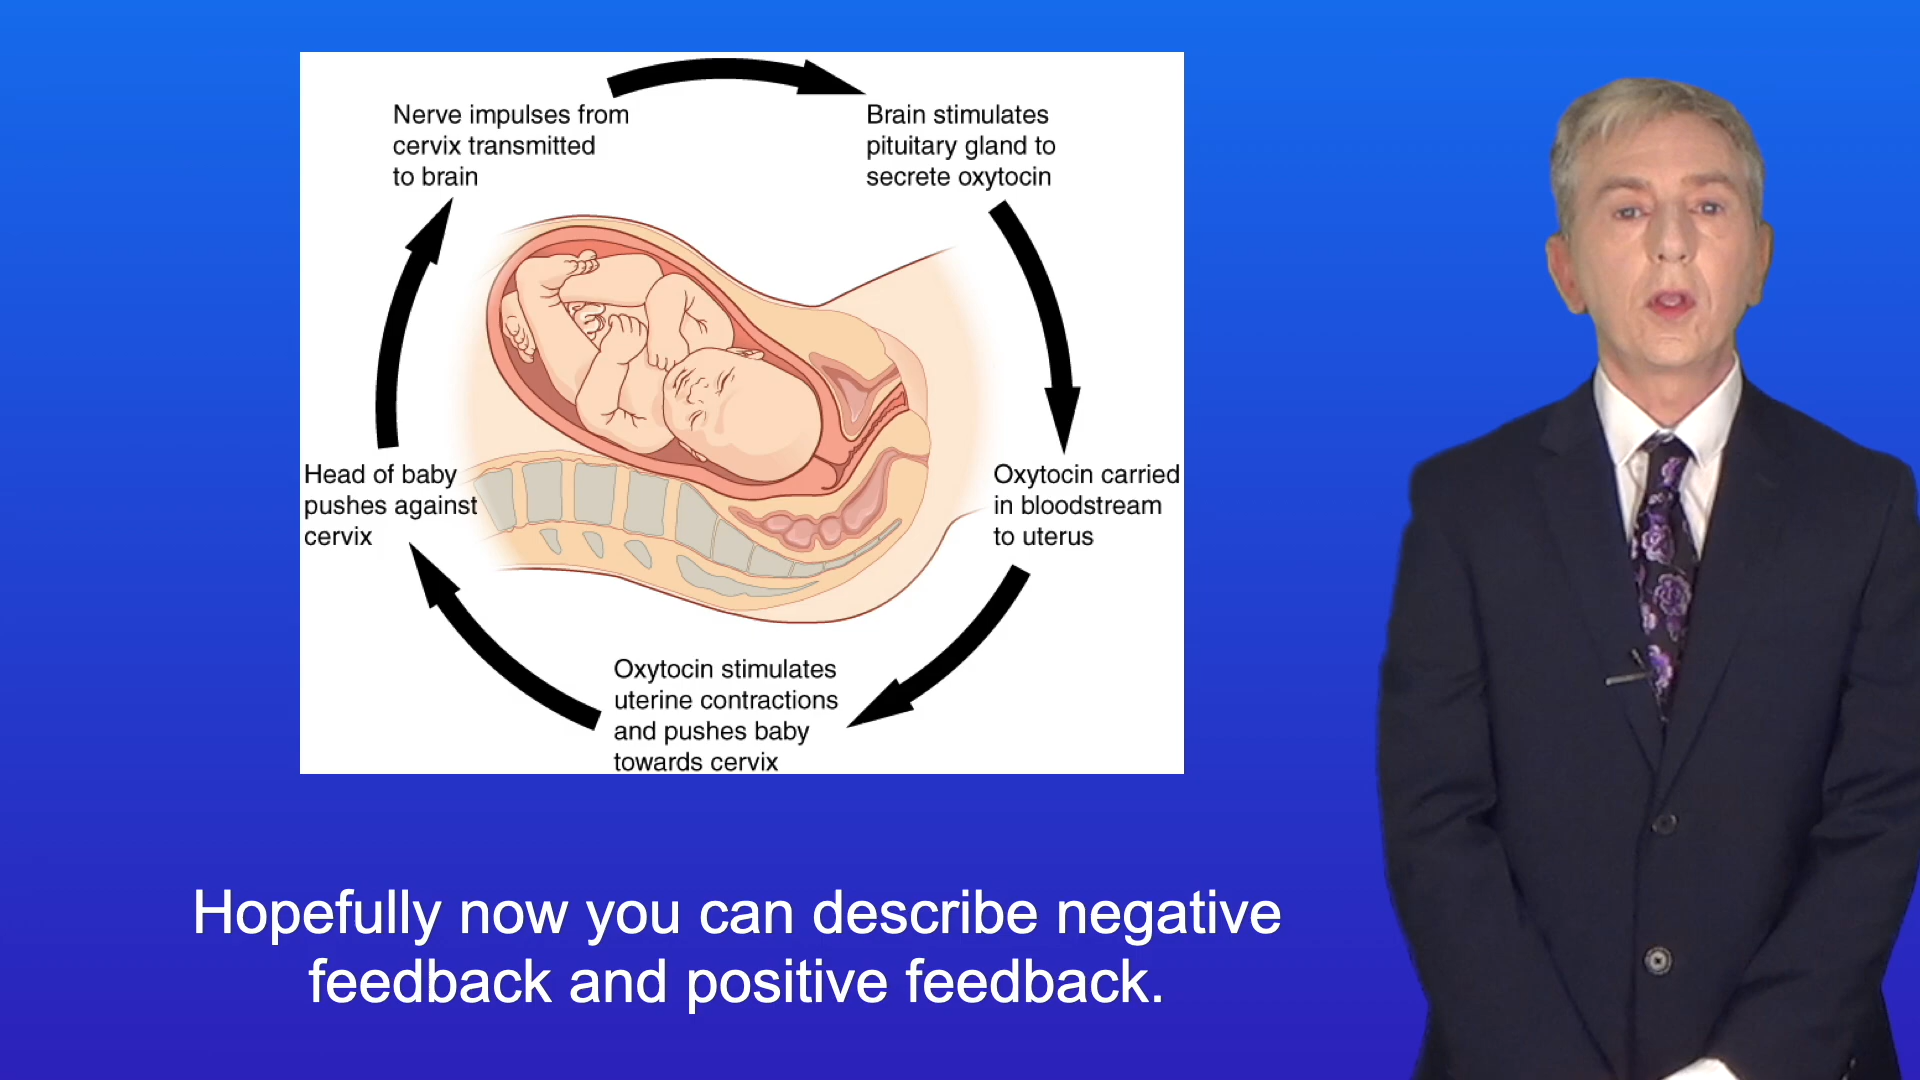 Nerve impulses from
cervix transmitted
to brain
Brain stimulates
pituitary gland to
secrete oxytocin
Head of baby
pushes against
cervix
Oxytocin carried
in bloodstream
to uterus
Oxytocin stimulates
uterine contractions
and pushes baby
towards cervix
Hopefully now you can describe negative
feedback and positive feedback.